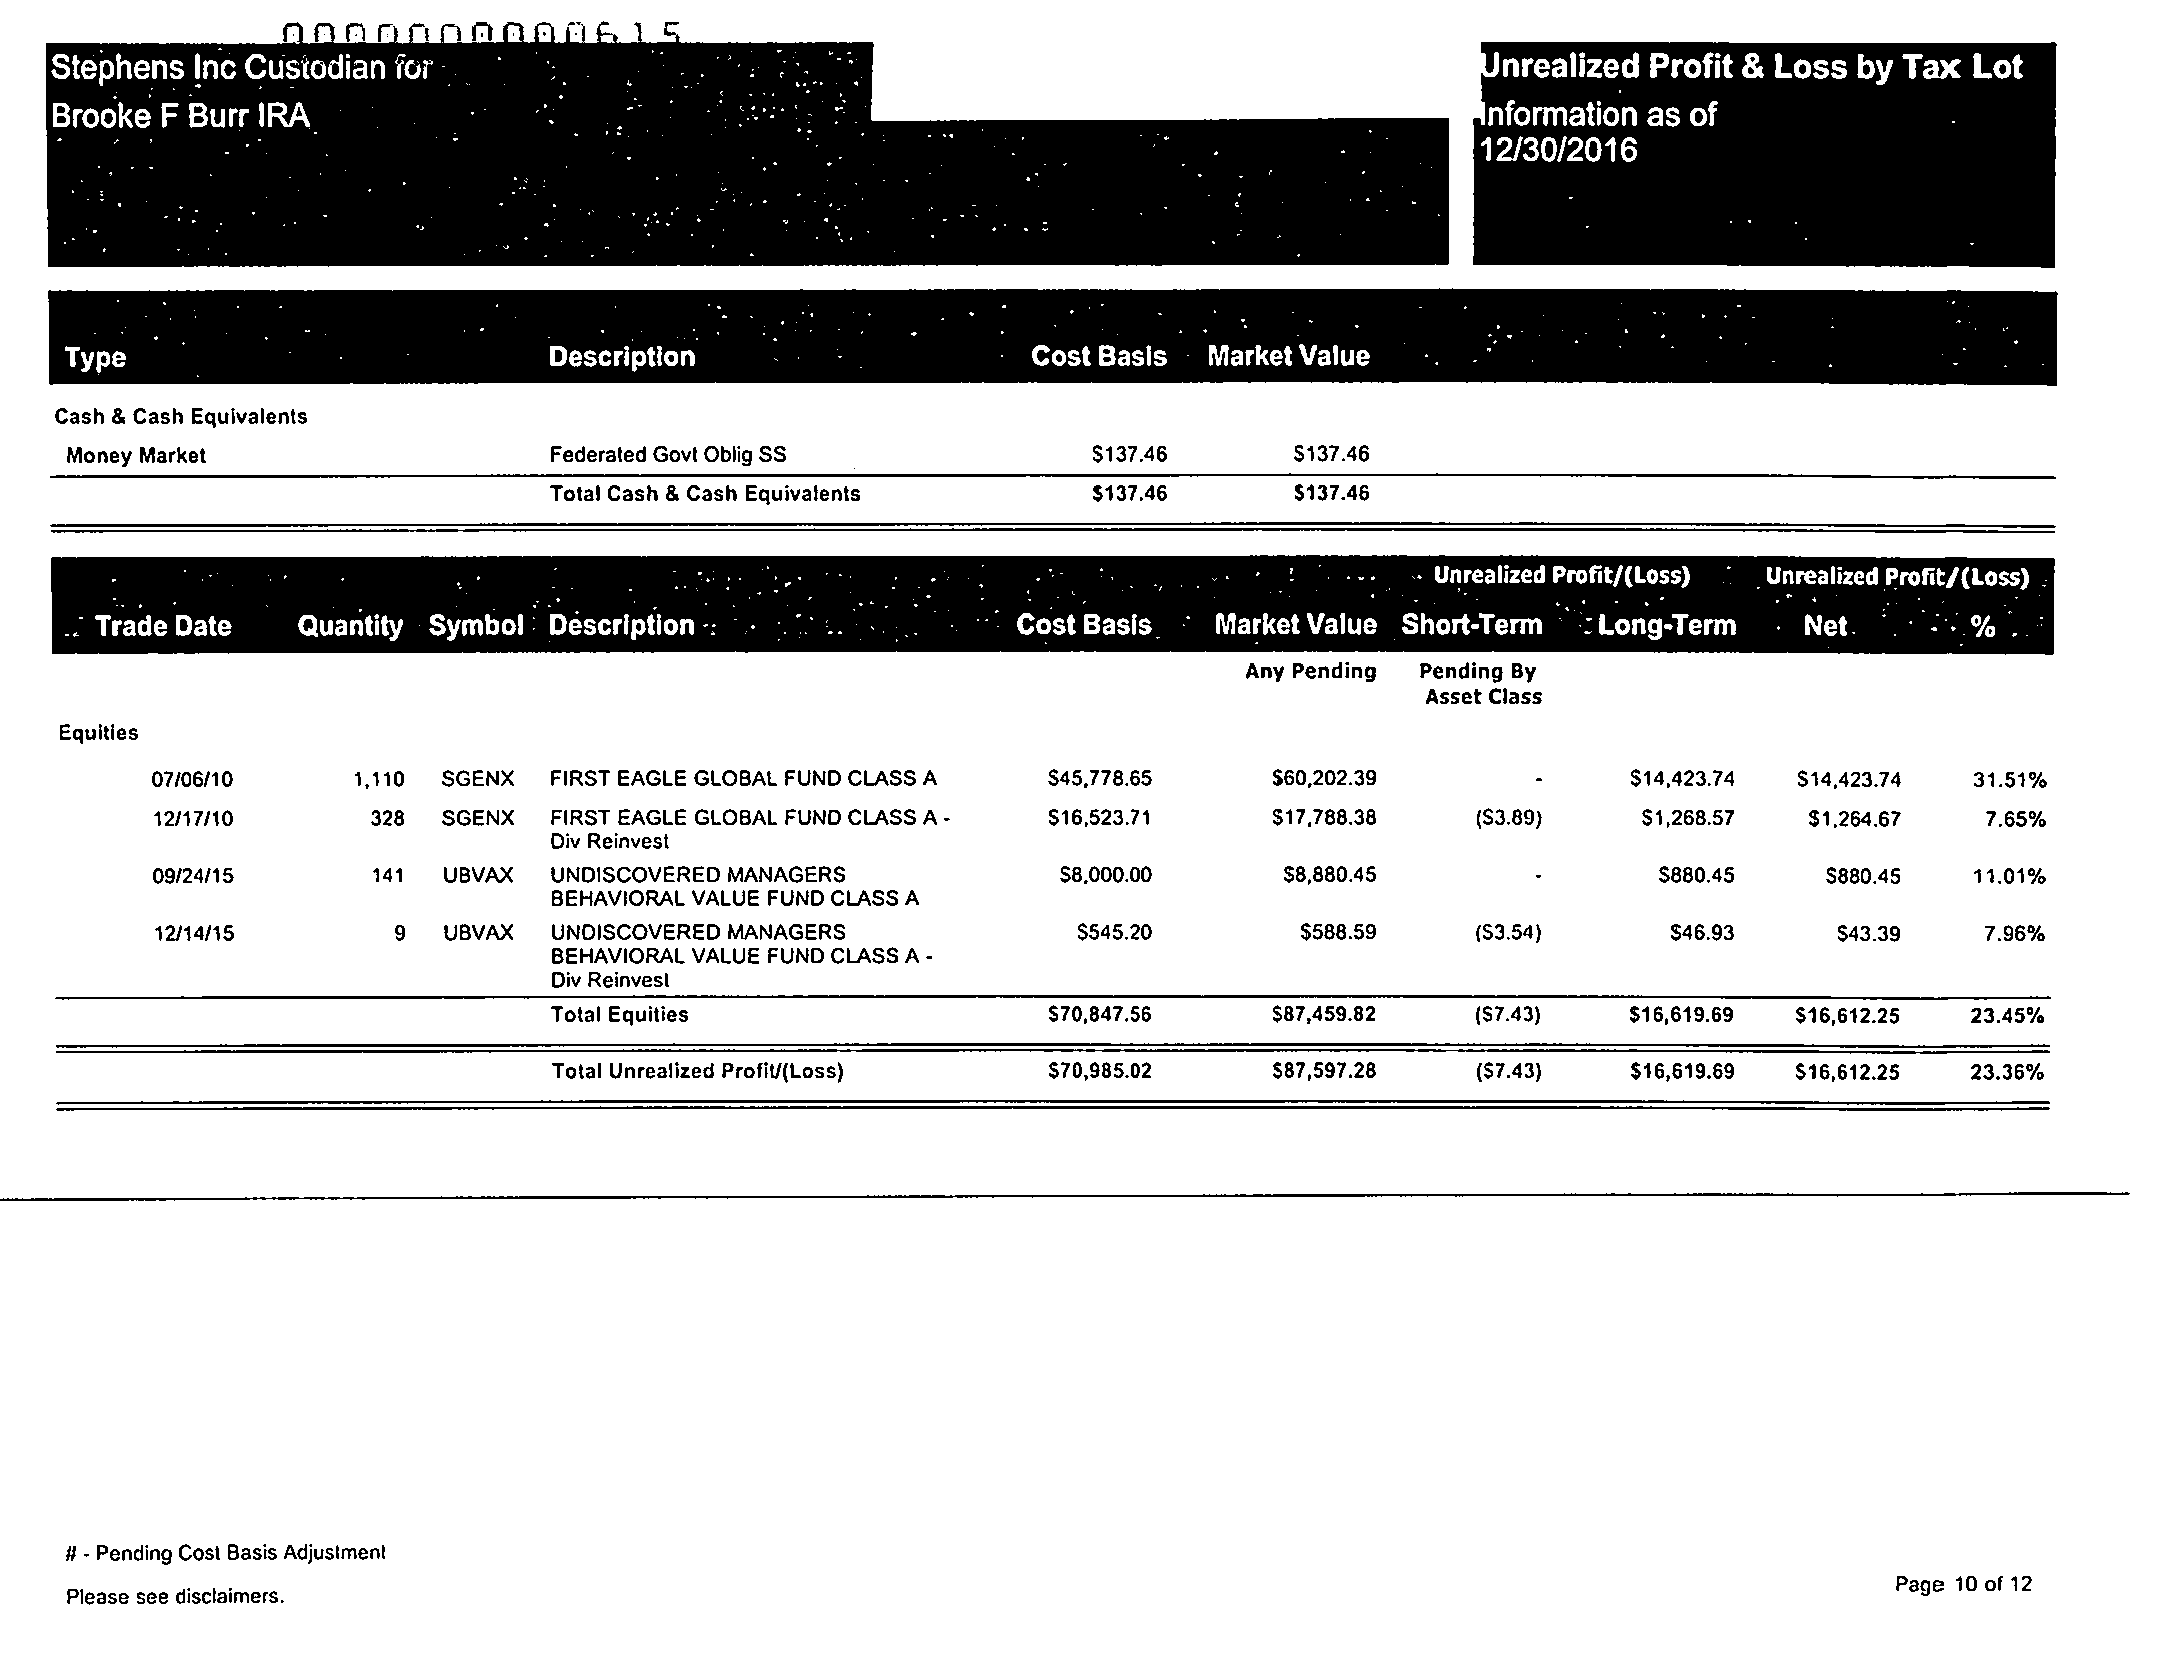 Stephens Inc Custodian for
Brooke F Burr IRA
Unrealized Profit & Loss by Tax Lot
Information as of
12/30/2016
Type Description Cost Basis Market Value
Cash & Cash Equivalents
Money Market Federated Govt Oblig SS $137.46 $137.46
Total Cash & Cash Equivalents $137.46 $137.46
Unrealized Profit/(Loss) Unrealized Profit/(Loss)
Trade Date Quantity Symbol Description Cost Basis Market Value Short-Term Long-Term Net %
Any Pending Pending By
Asset Class
Equities
07/06/10 1,110 SGENX FIRST EAGLE GLOBAL FUND CLASS A $45,778.65 $60,202.39 - $14,423.74 $14,423.74 31.51%
12/17/10 328 SGENX FIRST EAGLE GLOBAL FUND CLASS A - $16,523.71 $17,788.38 ($3.89) $1,268.57 $1,264.67 7.65%
Div Reinvest
09/24/15 141 UBVAX UNDISCOVERED MANAGERS $8,000.00 $8,880.45 - $880.45 $880.45 11.01%
BEHAVIORAL VALUE FUND CLASS A
12/14/15 9 UBVAX UNDISCOVERED MANAGERS $545.20 $588.59 ($3.54) $46.93 $43.39 7.96%
BEHAVIORAL VALUE FUND CLASS A -
Div Reinvest
Total Equities $70,847.56 $87,459.82 ($7.43) $16,619.69 $16,612.25 23.45%
Total Unrealized Profit/(Loss) $70,985.02 $87,597.28 ($7.43) $16,619.69 $16,612.25 23.36%
# - Pending Cost Basis Adjustment
Please see disclaimers.
Page 10 of 12